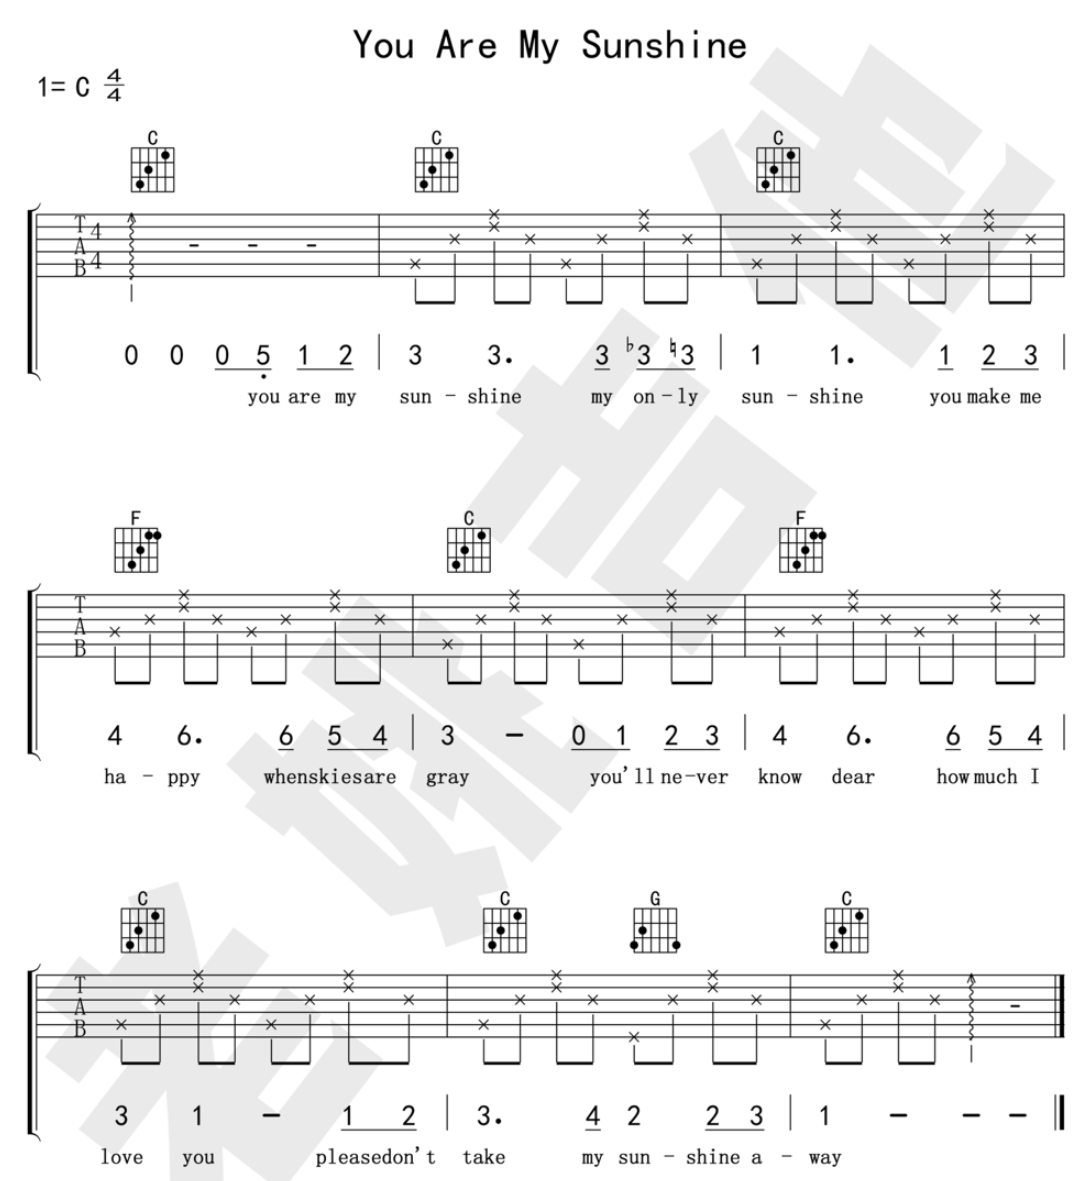 You Are My Sunshine
1= C 4/4
C C C
T A B 4 4
0 0 0 5 1 2 | 3 3. 3 ♭3 ♮3 | 1 1. 1 2 3 |
you are my sun - shine my on - ly sun - shine you make me
F C F
T A B
4 6. 6 5 4 | 3 - 0 1 2 3 | 4 6. 6 5 4 |
ha - ppy whenskiesare gray you'll ne-ver know dear how much I
C C G C
T A B
3 1 - 1 2 | 3. 4 2 2 3 | 1 - - -
love you pleasedon't take my sun - shine a - way
老姚吉他